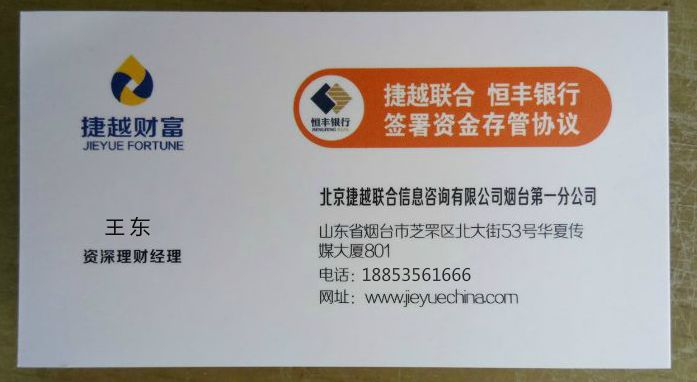 捷越财富
JIEYUE FORTUNE
王东
资深理财经理
恒丰银行
捷越联合 恒丰银行
签署资金存管协议
北京捷越联合信息咨询有限公司烟台第一分公司
山东省烟台市芝罘区北大街53号华夏传
媒大厦801
电话：18853561666
网址：www.jieyuechina.com